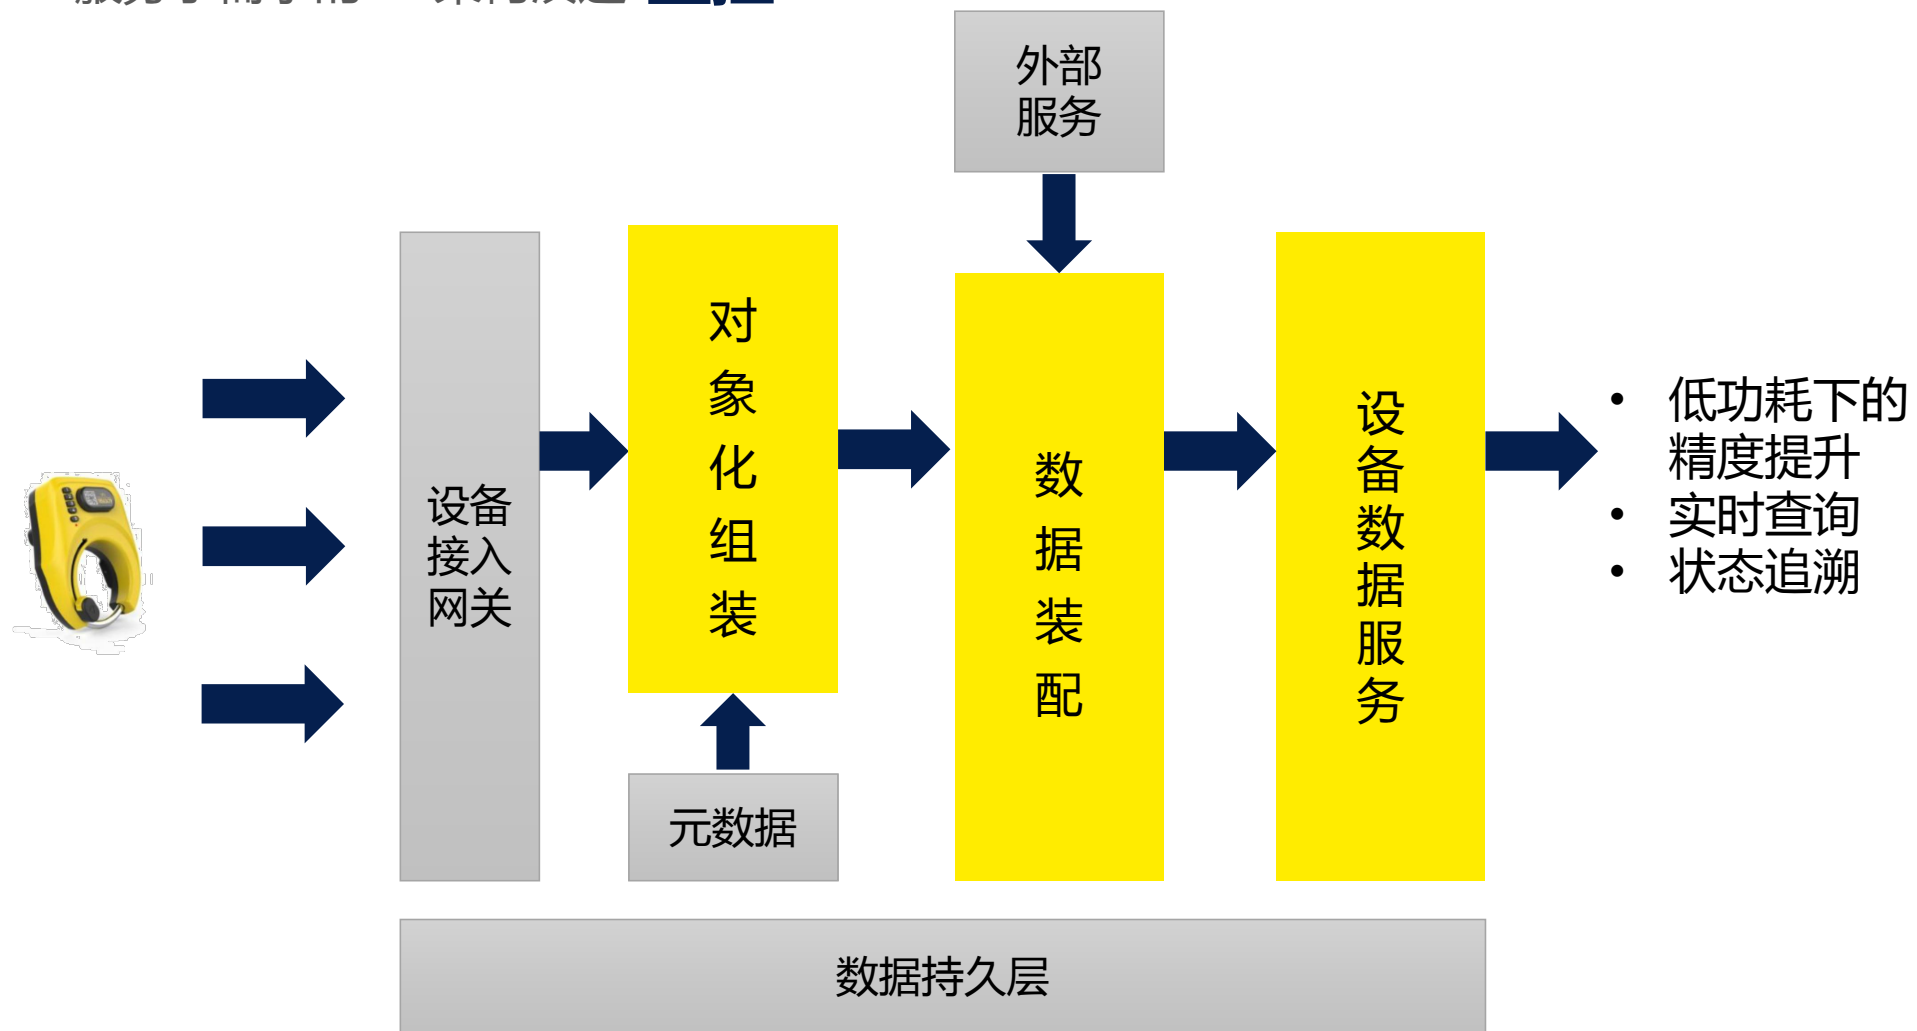 外部
服务
对
象
化
组
装
数
据
装
配
设
备
数
据
服
务
设备
接入
网关
元数据
数据持久层
• 低功耗下的
精度提升
• 实时查询
• 状态追溯